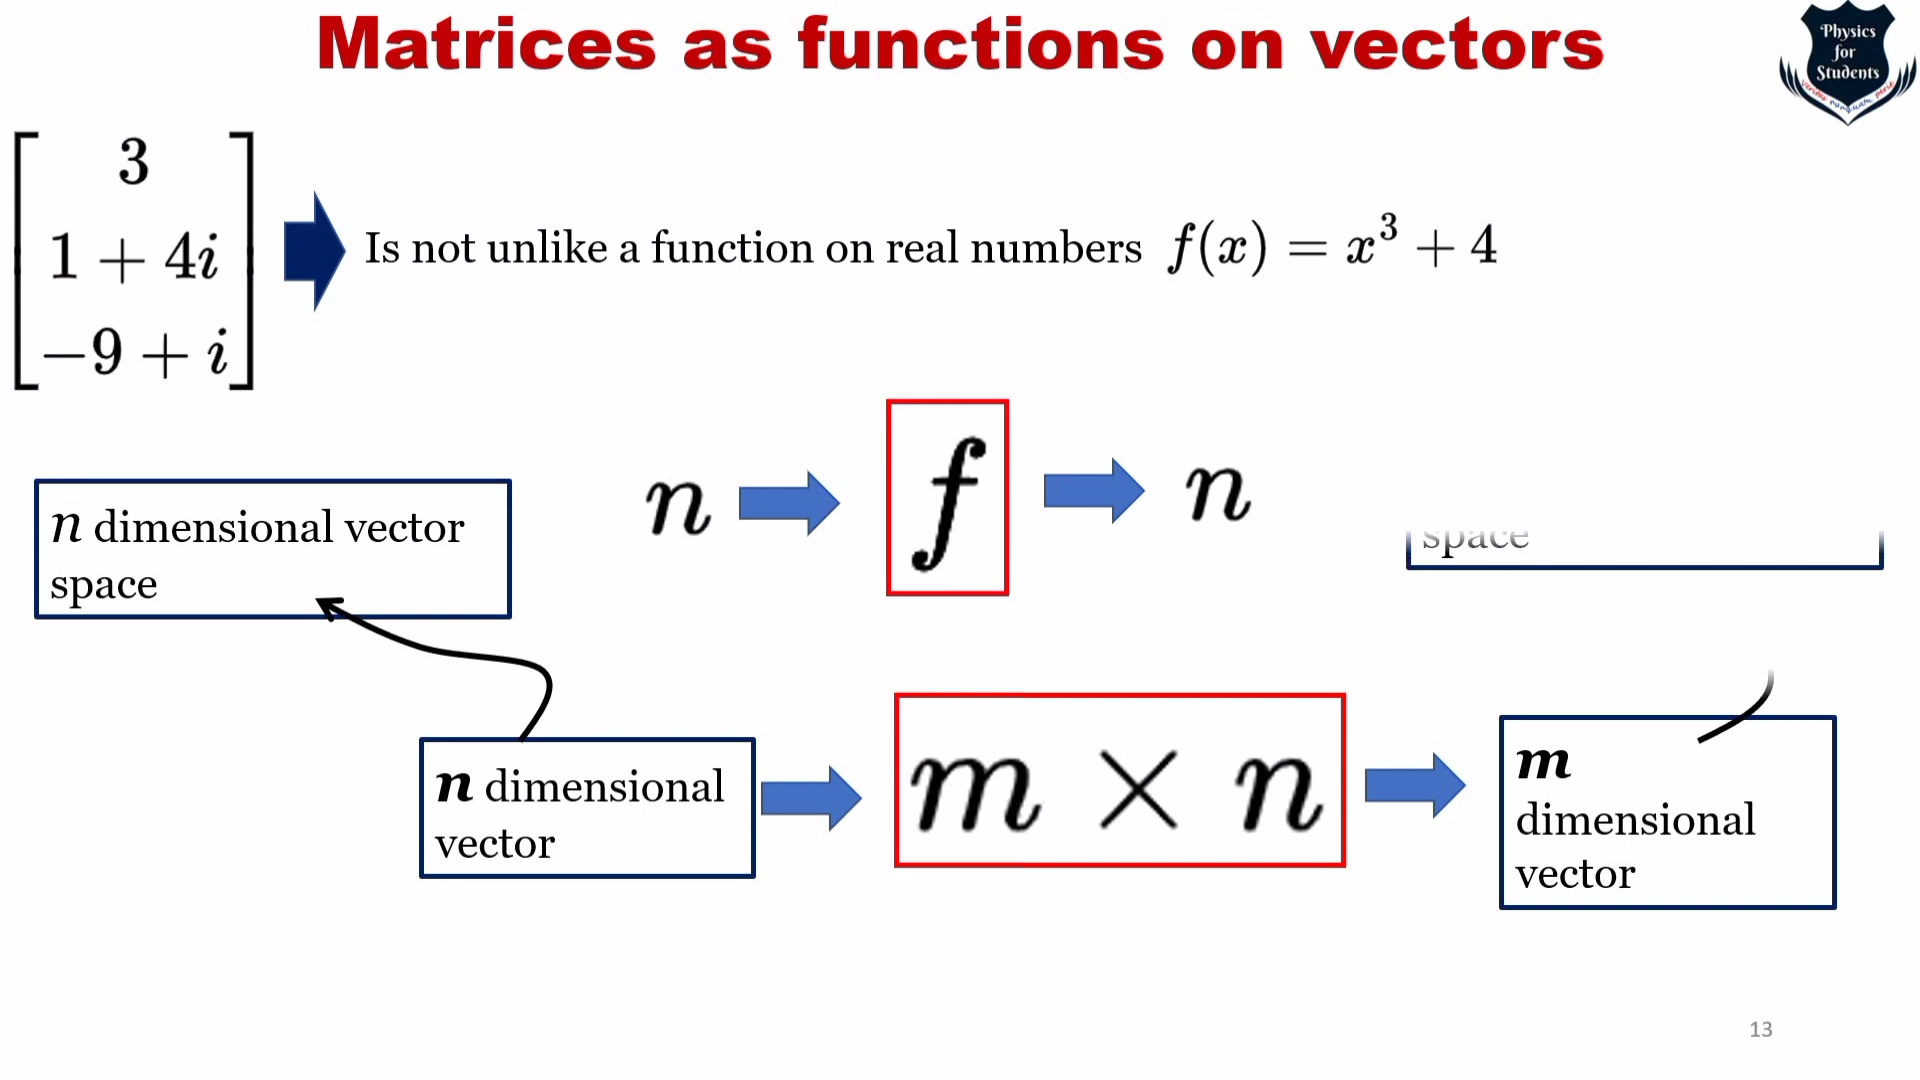 Matrices as functions on vectors
Physics
for
Students
3
1 + 4i
−9 + i
Is not unlike a function on real numbers f(x) = x³ + 4
n f n
n dimensional vector
space
space
n dimensional
vector
m × n
m
dimensional
vector
13